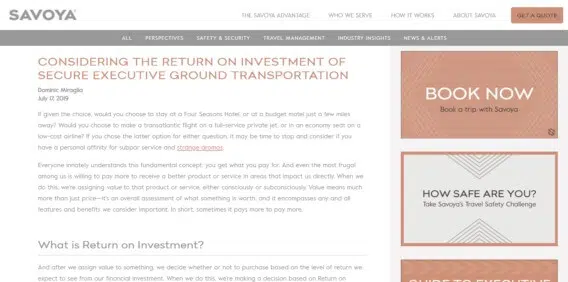 SAVOYA
THE SAVOYA ADVANTAGE WHO WE SERVE HOW IT WORKS ABOUT SAVOYA GET A QUOTE
ALL PERSPECTIVES SAFETY & SECURITY TRAVEL MANAGEMENT INDUSTRY INSIGHTS NEWS & ALERTS
CONSIDERING THE RETURN ON INVESTMENT OF
SECURE EXECUTIVE GROUND TRANSPORTATION
Dominic Miraglia
July 17, 2019
If given the choice, would you choose to stay at a Four Seasons Hotel, or at a budget motel just a few miles
away? Would you choose to make a transatlantic flight on a full-service private jet, or in an economy seat on a
low-cost airline? If you chose the latter option for either question, it may be time to stop and consider if you
have a personal affinity for subpar service and strange aromas.
Everyone innately understands this fundamental concept: you get what you pay for. And even the most frugal
among us is willing to pay more to receive a better product or service in areas that impact us directly. When we
do this, we're assigning value to that product or service, either consciously or subconsciously. Value means much
more than just price—it's an overall assessment of what something is worth, and it encompasses any and all
features and benefits we consider important. In short, sometimes it pays more to pay more.
What is Return on Investment?
And after we assign value to something, we decide whether or not to purchase based on the level of return we
expect to see from our financial investment. When we do this, we're making a decision based on Return on
BOOK NOW
Book a trip with Savoya
HOW SAFE ARE YOU?
Take Savoya's Travel Safety Challenge
GUIDE TO EXECUTIVE